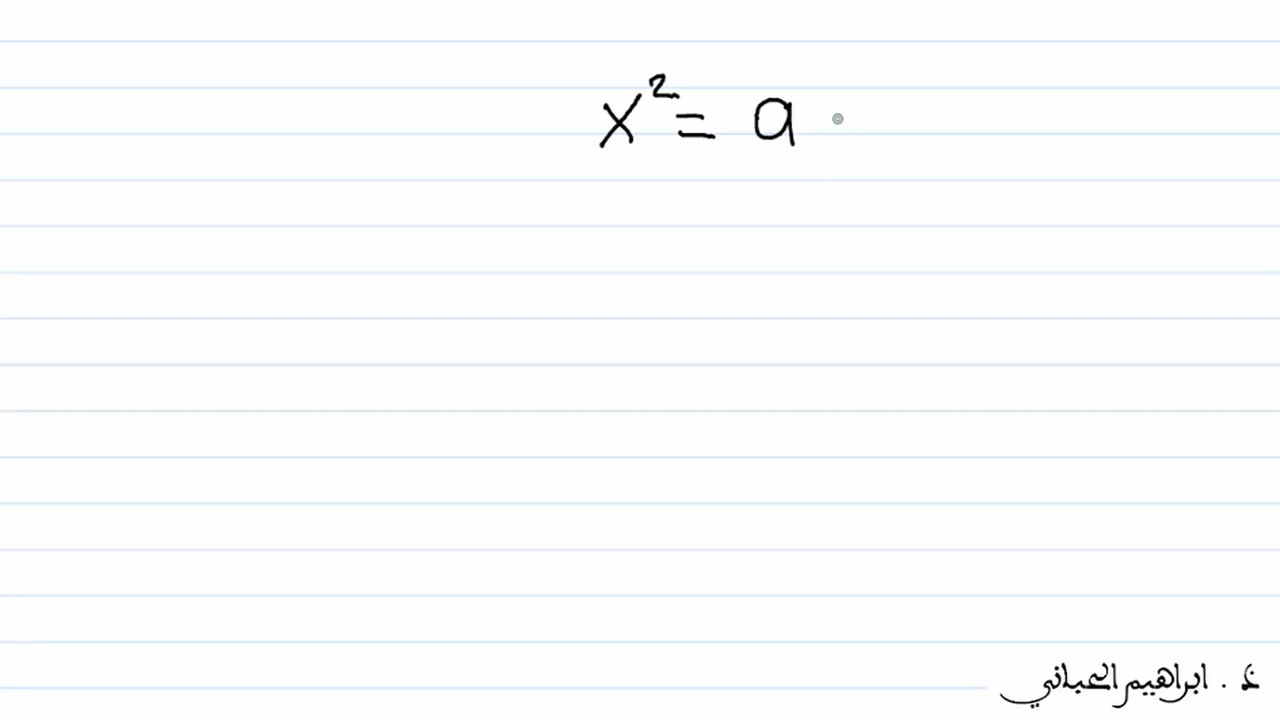 x² = a
ابراهيم الحباني